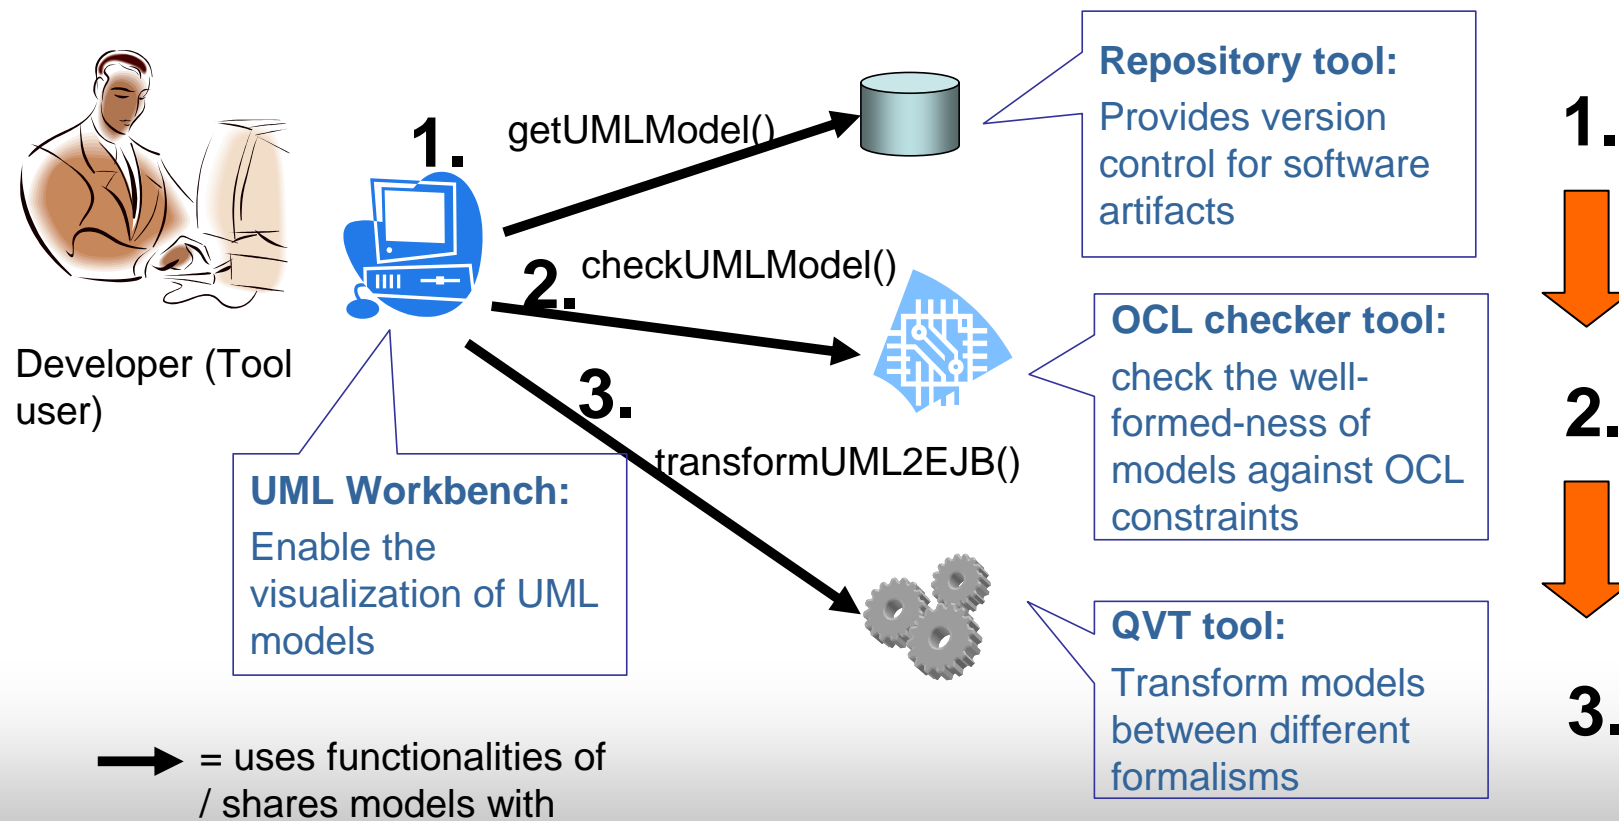 1.
getUMLModel()
Repository tool:
Provides version
control for software
artifacts
1.
2.
checkUMLModel()
OCL checker tool:
check the well-
formed-ness of
models against OCL
constraints
2.
Developer (Tool
user)
3.
transformUML2EJB()
UML Workbench:
Enable the
visualization of UML
models
QVT tool:
Transform models
between different
formalisms
3.
= uses functionalities of
/ shares models with